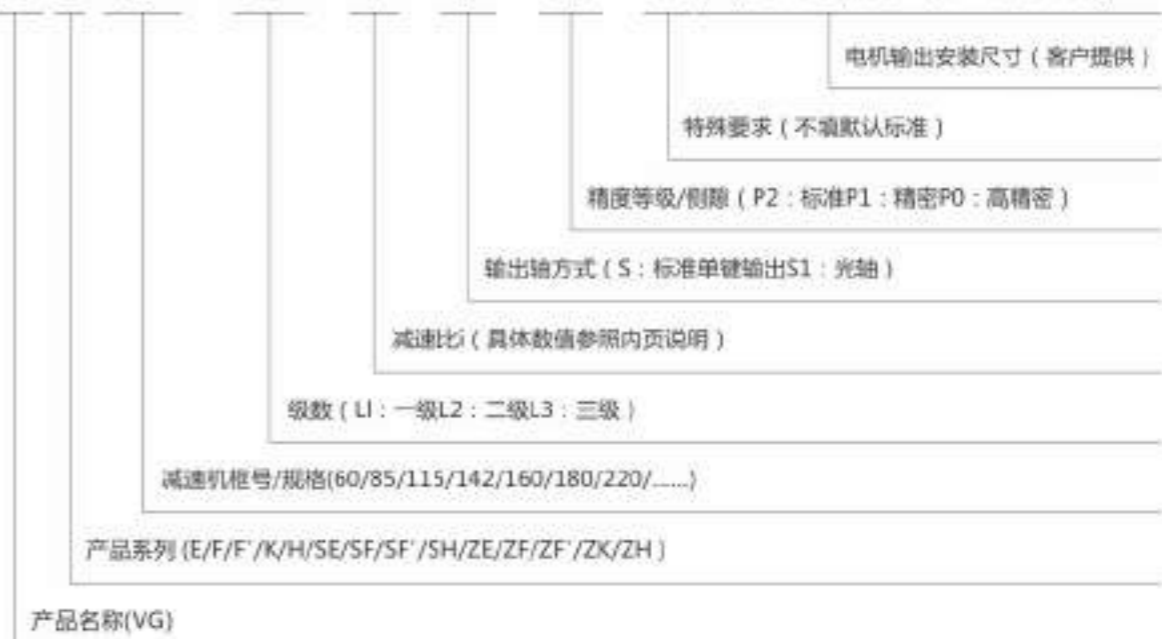 电机输出安装尺寸（客户提供）
特殊要求（不填默认标准）
精度等级/侧隙（P2：标准P1：精密P0：高精密）
输出轴方式（S：标准单键输出S1：光轴）
减速比i（具体数值参照内页说明）
级数（LI：一级L2：二级L3：三级）
减速机框号/规格(60/85/115/142/160/180/220/......)
产品系列 (E/F/F'/K/H/SE/SF/SF'/SH/ZE/ZF/ZF'/ZK/ZH）
产品名称(VG)